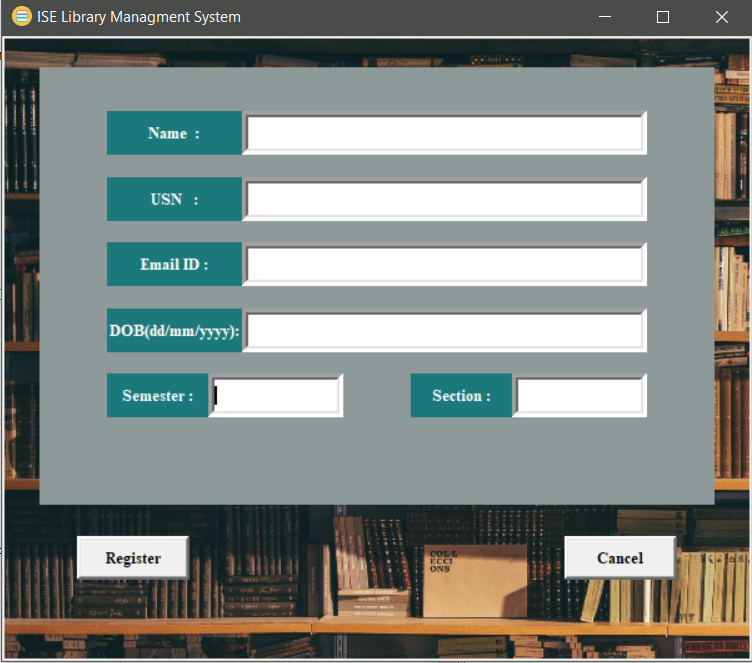 ISE Library Managment System
Name :
USN :
Email ID :
DOB(dd/mm/yyyy):
Semester :
Section :
COL·L
ECCI
ONS
Register
Cancel